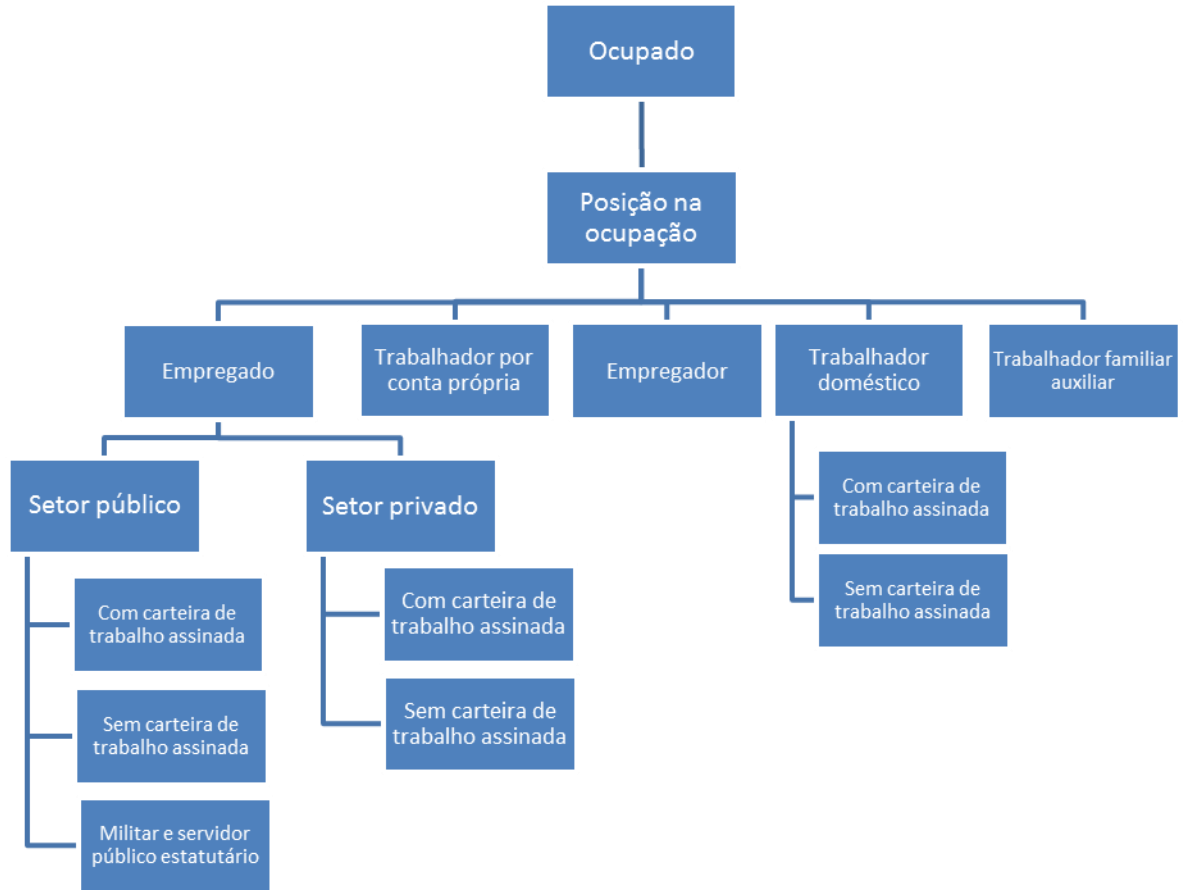 Ocupado
Posição na
ocupação
Empregado
Trabalhador por
conta própria
Empregador
Trabalhador
doméstico
Trabalhador familiar
auxiliar
Setor público
Setor privado
Com carteira de
trabalho assinada
Sem carteira de
trabalho assinada
Militar e servidor
público estatutário
Com carteira de
trabalho assinada
Sem carteira de
trabalho assinada
Com carteira de
trabalho assinada
Sem carteira de
trabalho assinada